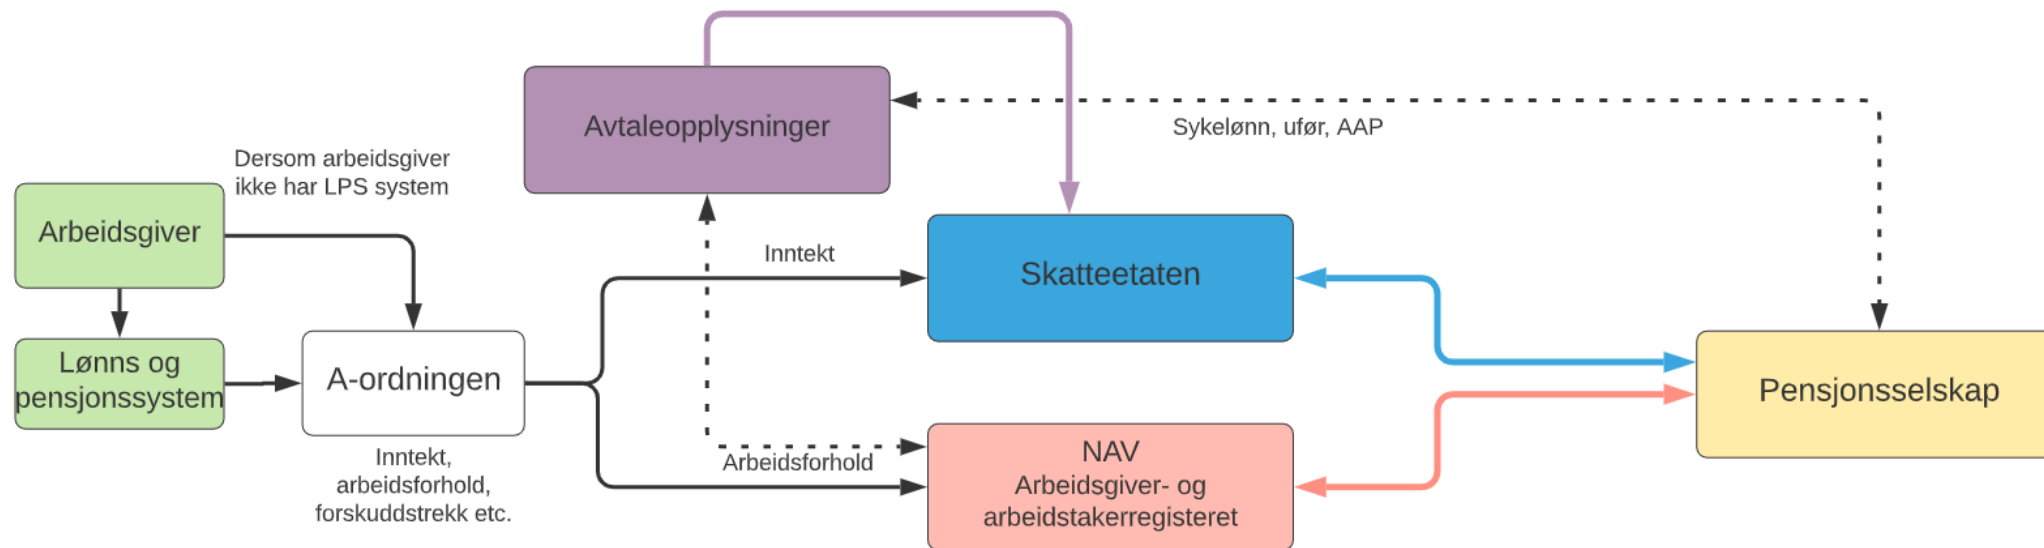 Avtaleopplysninger
Sykelønn, ufør, AAP
Dersom arbeidsgiver
ikke har LPS system
Arbeidsgiver
Inntekt
Skatteetaten
Lønns og
pensjonssystem
A-ordningen
Pensjonsselskap
Inntekt,
arbeidsforhold,
forskuddstrekk etc.
Arbeidsforhold
NAV
Arbeidsgiver- og
arbeidstakerregisteret